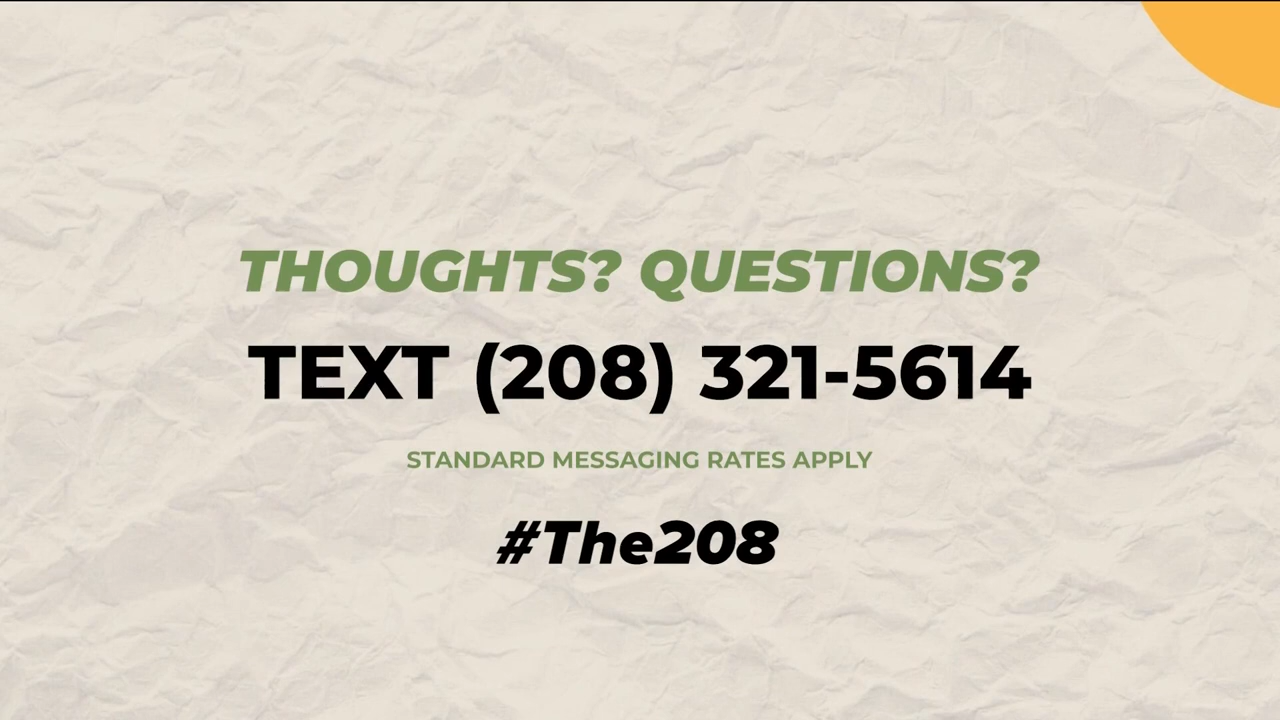 THOUGHTS? QUESTIONS?
TEXT (208) 321-5614
STANDARD MESSAGING RATES APPLY
#The208